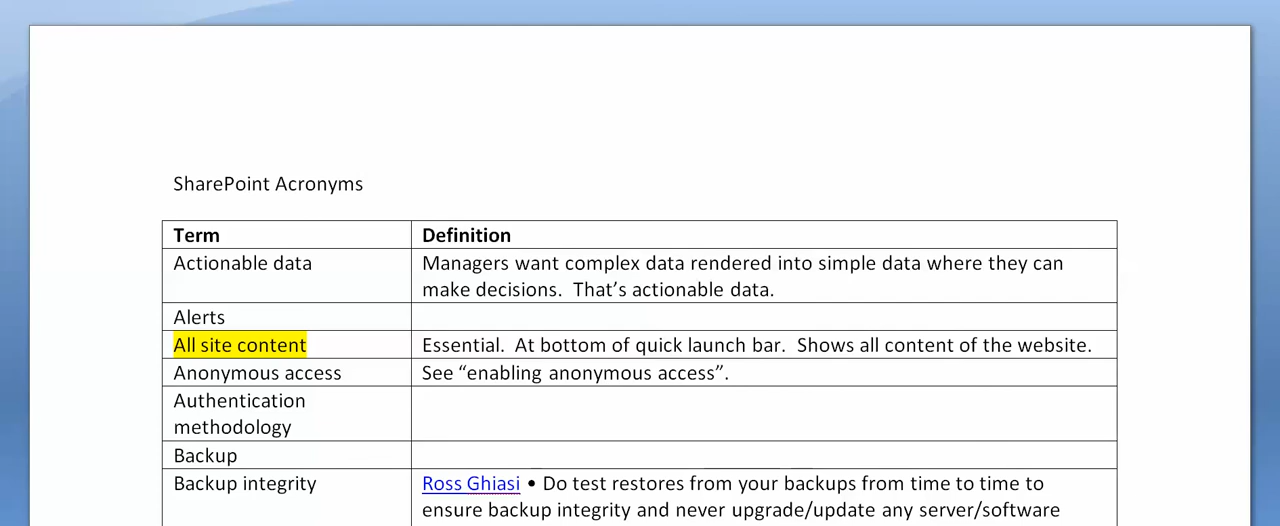 SharePoint Acronyms
Term Definition
Actionable data Managers want complex data rendered into simple data where they can
make decisions.  That’s actionable data.
Alerts
All site content Essential.  At bottom of quick launch bar.  Shows all content of the website.
Anonymous access See “enabling anonymous access”.
Authentication
methodology
Backup
Backup integrity Ross Ghiasi • Do test restores from your backups from time to time to
ensure backup integrity and never upgrade/update any server/software